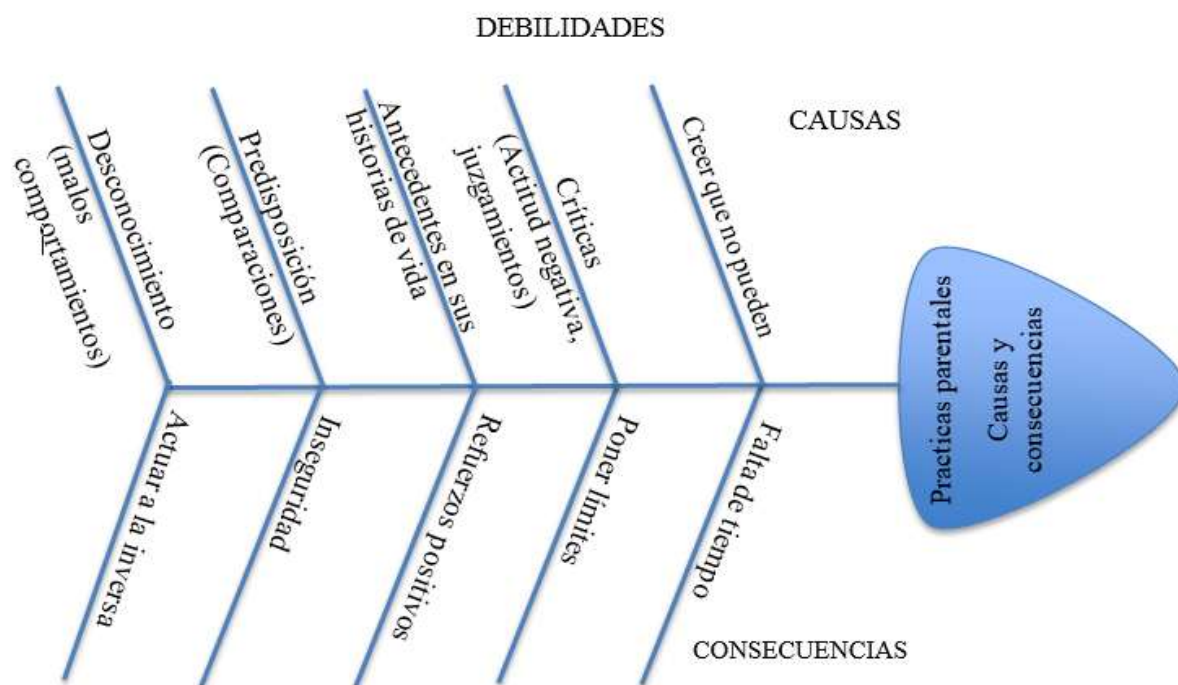 DEBILIDADES
CAUSAS
Desconocimiento
(malos
comportamientos)
Predisposición
(Comparaciones)
Antecedentes en sus
historias de vida
Críticas
(Actitud negativa,
juzgamientos)
Creer que no pueden
Practicas parentales
Causas y
consecuencias
Actuar a la inversa
Inseguridad
Refuerzos positivos
Poner límites
Falta de tiempo
CONSECUENCIAS